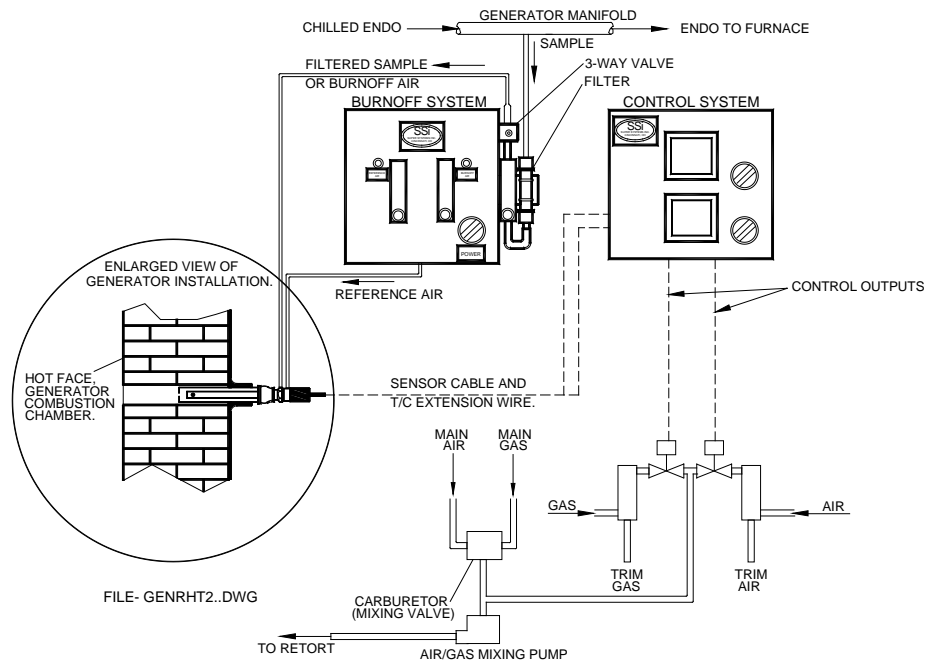 GENERATOR MANIFOLD
CHILLED ENDO
ENDO TO FURNACE
SAMPLE
FILTERED SAMPLE
OR BURNOFF AIR
3-WAY VALVE
FILTER
BURNOFF SYSTEM
CONTROL SYSTEM
SSi
SSi
POWER
ENLARGED VIEW OF
GENERATOR INSTALLATION.
REFERENCE AIR
CONTROL OUTPUTS
HOT FACE,
GENERATOR
COMBUSTION
CHAMBER.
SENSOR CABLE AND
T/C EXTENSION WIRE.
MAIN
AIR
MAIN
GAS
GAS
AIR
TRIM
GAS
TRIM
AIR
FILE- GENRHT2..DWG
CARBURETOR
(MIXING VALVE)
TO RETORT
AIR/GAS MIXING PUMP